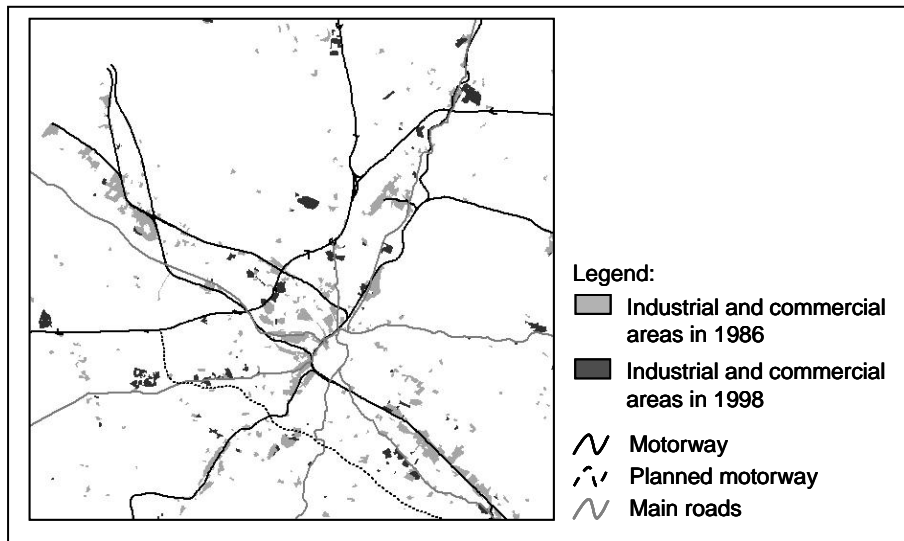 Legend:
Industrial and commercial
areas in 1986
Industrial and commercial
areas in 1998
Motorway
Planned motorway
Main roads